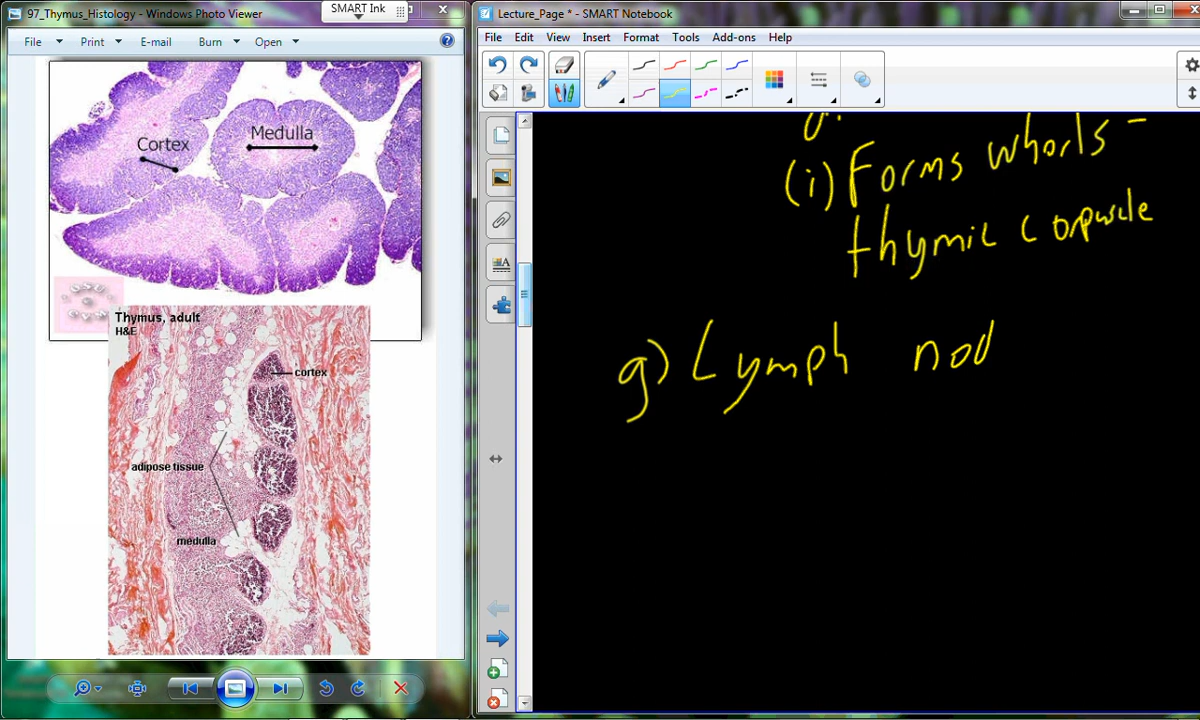 97_Thymus_Histology - Windows Photo Viewer
SMART Ink
File Print E-mail Burn Open
Cortex
Medulla
Thymus, adult
H&E
cortex
adipose tissue
medulla
Lecture_Page * - SMART Notebook
File Edit View Insert Format Tools Add-ons Help
(i) Forms whorls -
thymic corpuscle
g) Lymph nod